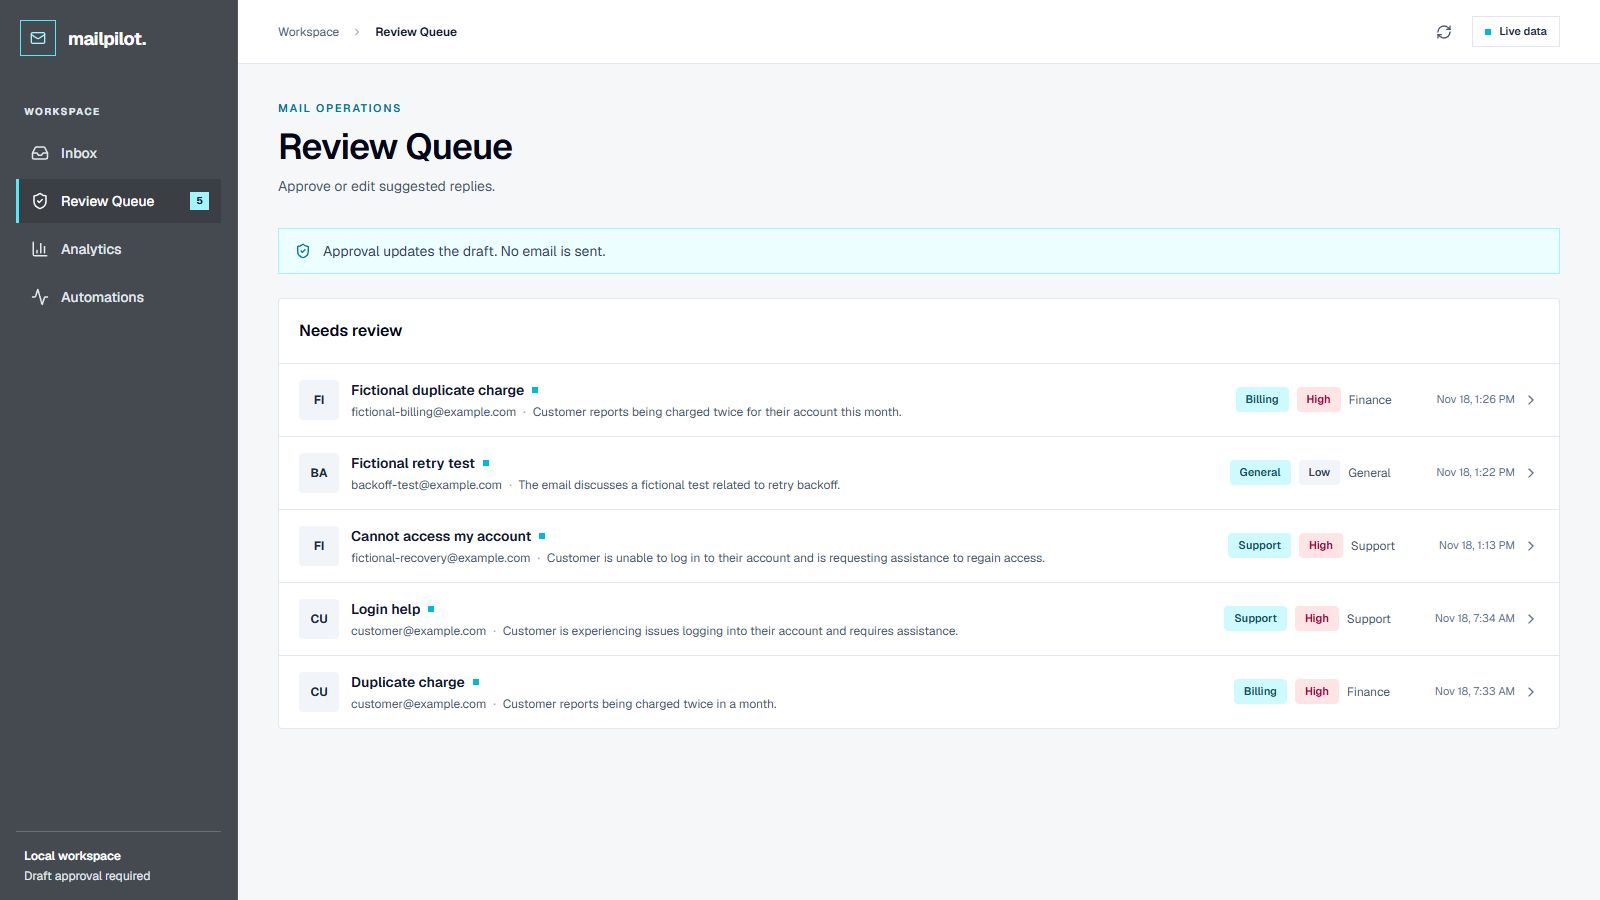 mailpilot.
WORKSPACE
Inbox
Review Queue 5
Analytics
Automations
Local workspace
Draft approval required
Workspace > Review Queue
Live data
MAIL OPERATIONS
Review Queue
Approve or edit suggested replies.
Approval updates the draft. No email is sent.
Needs review
FI
Fictional duplicate charge
fictional-billing@example.com · Customer reports being charged twice for their account this month.
Billing High Finance Nov 18, 1:26 PM
BA
Fictional retry test
backoff-test@example.com · The email discusses a fictional test related to retry backoff.
General Low General Nov 18, 1:22 PM
FI
Cannot access my account
fictional-recovery@example.com · Customer is unable to log in to their account and is requesting assistance to regain access.
Support High Support Nov 18, 1:13 PM
CU
Login help
customer@example.com · Customer is experiencing issues logging into their account and requires assistance.
Support High Support Nov 18, 7:34 AM
CU
Duplicate charge
customer@example.com · Customer reports being charged twice in a month.
Billing High Finance Nov 18, 7:33 AM